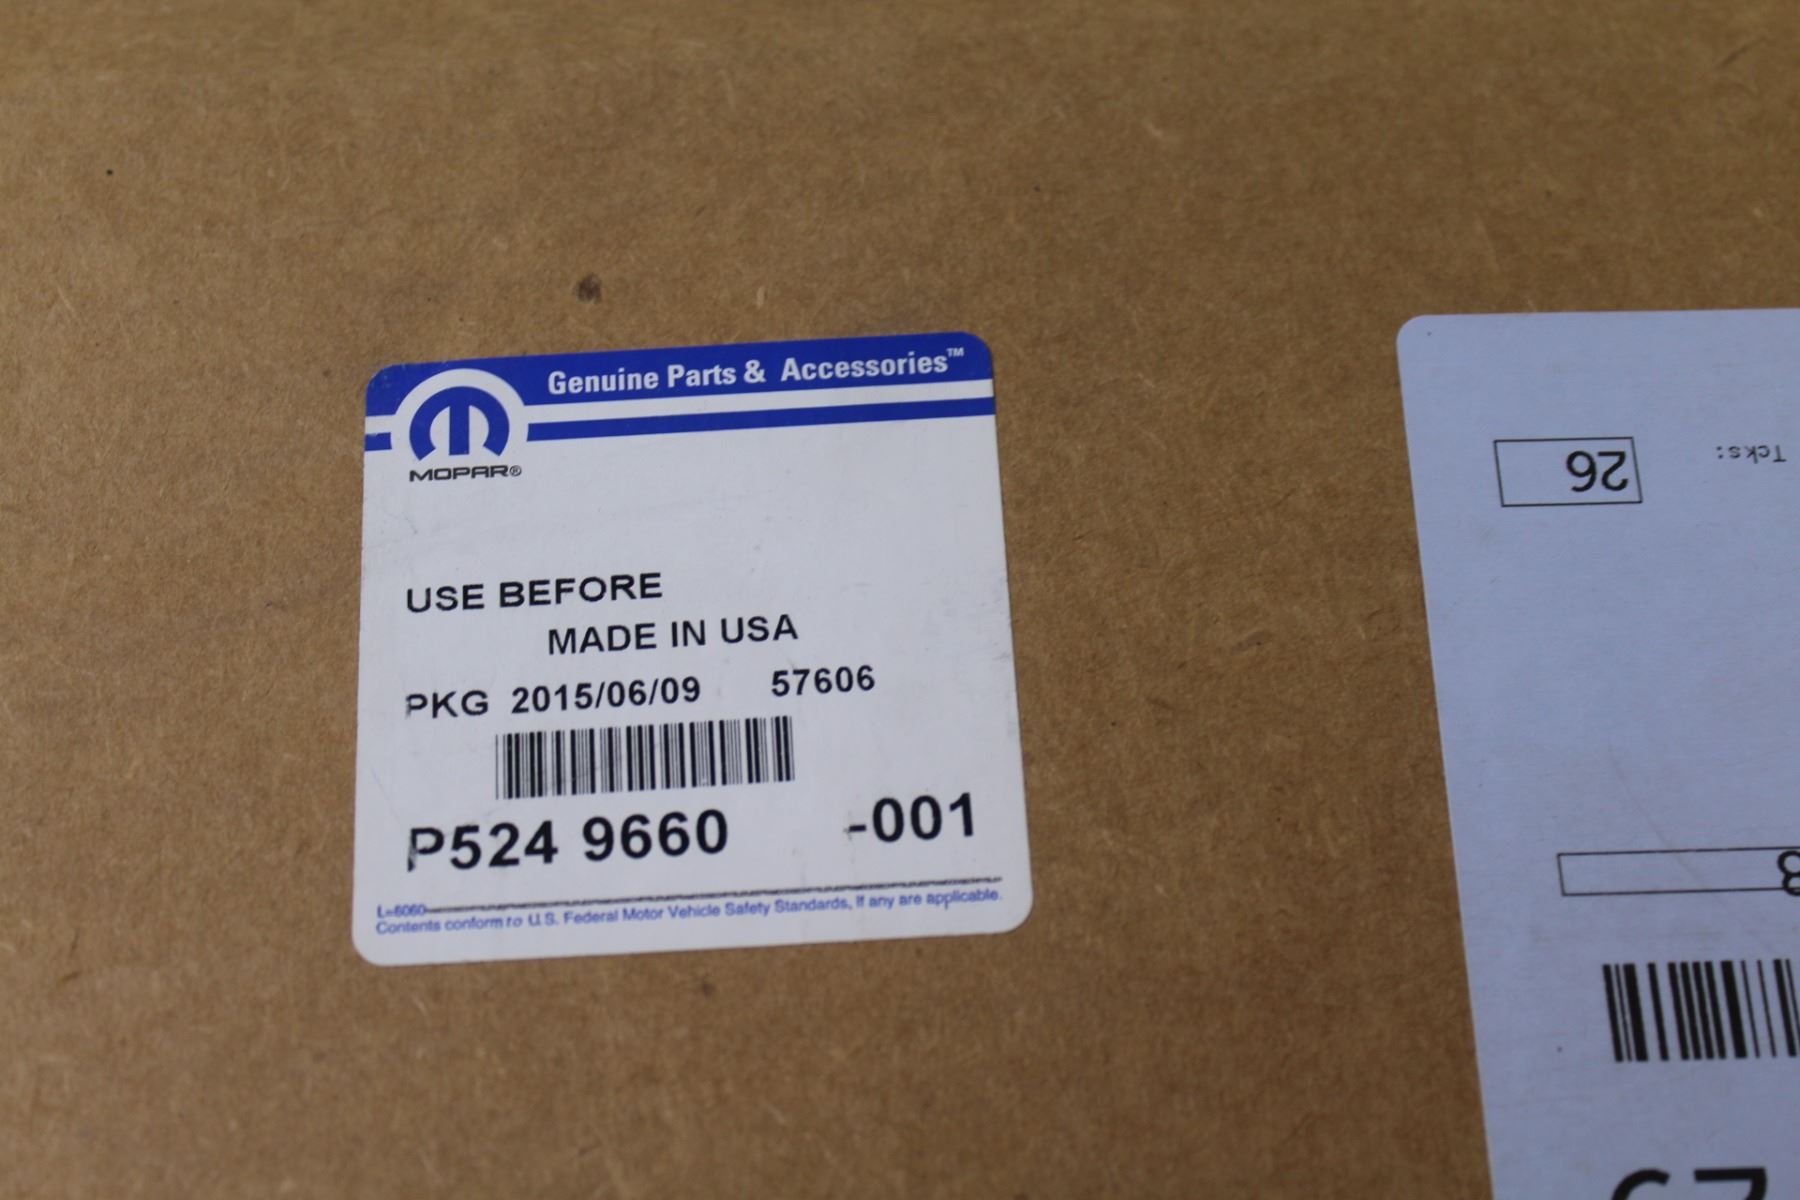 Genuine Parts & Accessories™
MOPAR®
USE BEFORE
MADE IN USA
PKG 2015/06/09 57606
P524 9660 -001
L-6060
Contents conform to U.S. Federal Motor Vehicle Safety Standards, If any are applicable.
Tcks:
26